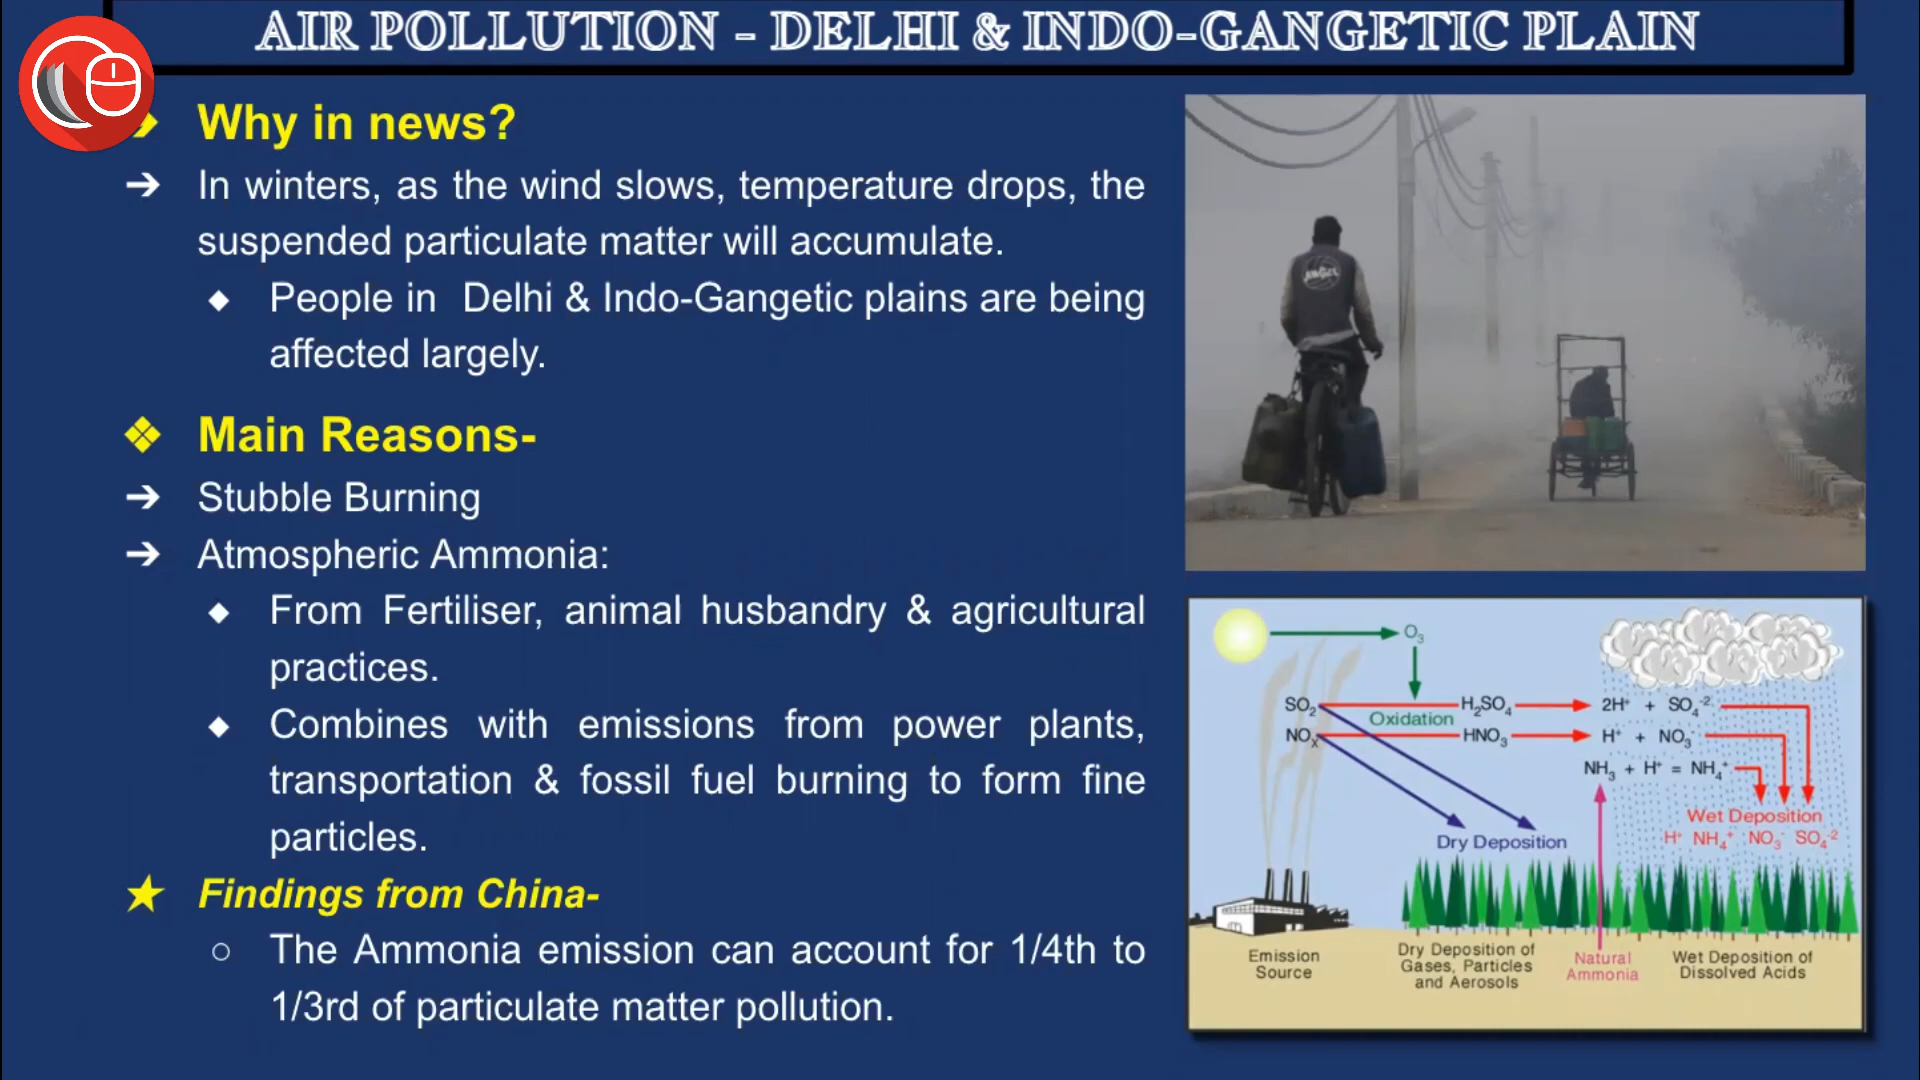 AIR POLLUTION - DELHI & INDO-GANGETIC PLAIN
Why in news?
➔ In winters, as the wind slows, temperature drops, the
suspended particulate matter will accumulate.
◆ People in Delhi & Indo-Gangetic plains are being
affected largely.
❖ Main Reasons-
➔ Stubble Burning
➔ Atmospheric Ammonia:
◆ From Fertiliser, animal husbandry & agricultural
practices.
◆ Combines with emissions from power plants,
transportation & fossil fuel burning to form fine
particles.
★ Findings from China-
○ The Ammonia emission can account for 1/4th to
1/3rd of particulate matter pollution.
O₃
SO₂ H₂SO₄ 2H⁺ + SO₄⁻²
Oxidation
NOₓ HNO₃ H⁺ + NO₃⁻
NH₃ + H⁺ = NH₄⁺
Wet Deposition
H⁺ NH₄⁺ NO₃⁻ SO₄⁻²
Dry Deposition
Emission
Source
Dry Deposition of
Gases, Particles
and Aerosols
Natural
Ammonia
Wet Deposition of
Dissolved Acids